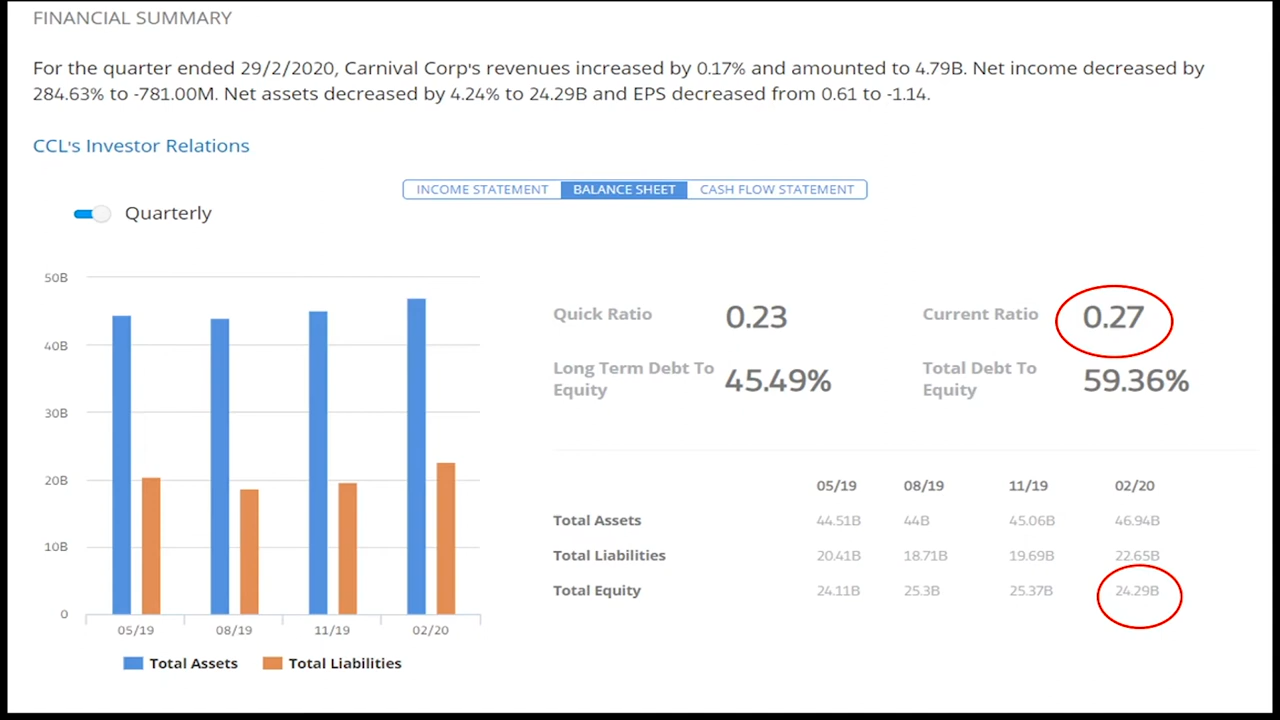 FINANCIAL SUMMARY
For the quarter ended 29/2/2020, Carnival Corp's revenues increased by 0.17% and amounted to 4.79B. Net income decreased by
284.63% to -781.00M. Net assets decreased by 4.24% to 24.29B and EPS decreased from 0.61 to -1.14.
CCL's Investor Relations
INCOME STATEMENT BALANCE SHEET CASH FLOW STATEMENT
Quarterly
50B
40B
30B
20B
10B
0
05/19 08/19 11/19 02/20
Total Assets Total Liabilities
Quick Ratio 0.23 Current Ratio 0.27
Long Term Debt To
Equity 45.49%
Total Debt To
Equity 59.36%
05/19 08/19 11/19 02/20
Total Assets 44.51B 44B 45.06B 46.94B
Total Liabilities 20.41B 18.71B 19.69B 22.65B
Total Equity 24.11B 25.3B 25.37B 24.29B